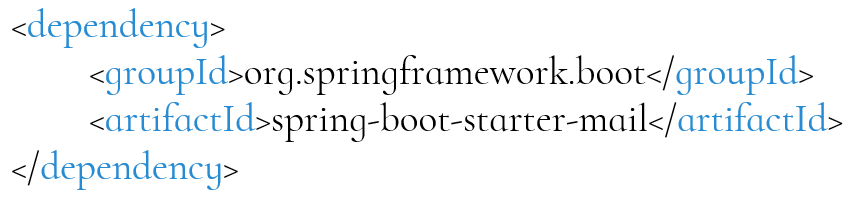 <dependency>
<groupId>org.springframework.boot</groupId>
<artifactId>spring-boot-starter-mail</artifactId>
</dependency>